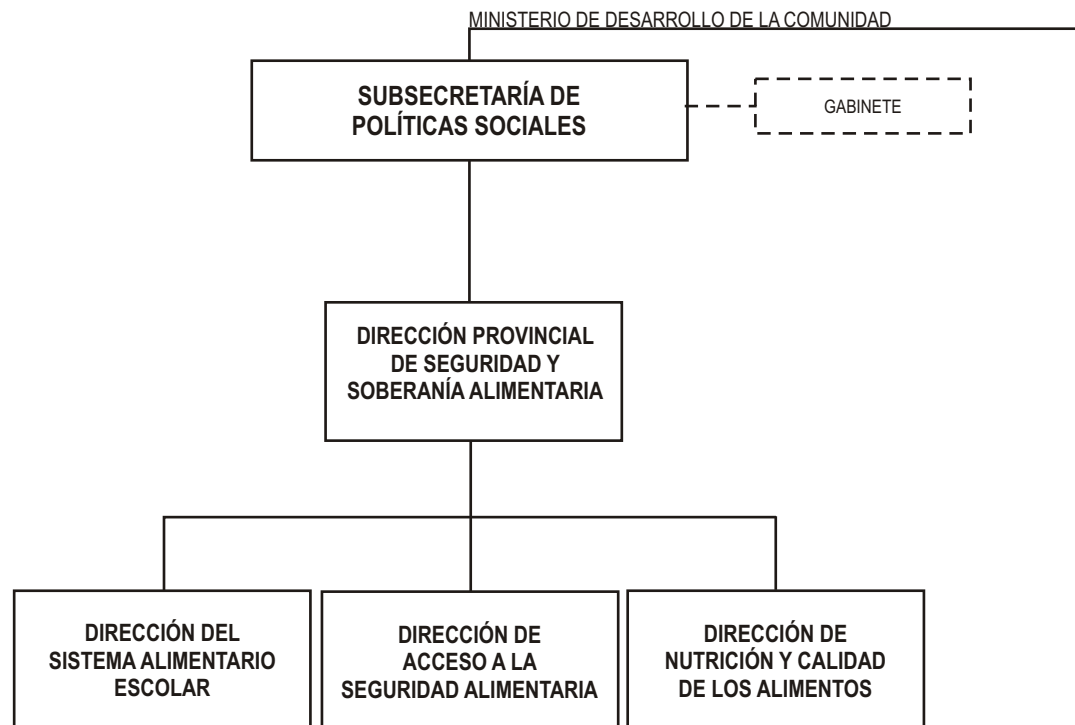 MINISTERIO DE DESARROLLO DE LA COMUNIDAD
SUBSECRETARÍA DE
POLÍTICAS SOCIALES
GABINETE
DIRECCIÓN PROVINCIAL
DE SEGURIDAD Y
SOBERANÍA ALIMENTARIA
DIRECCIÓN DEL
SISTEMA ALIMENTARIO
ESCOLAR
DIRECCIÓN DE
ACCESO A LA
SEGURIDAD ALIMENTARIA
DIRECCIÓN DE
NUTRICIÓN Y CALIDAD
DE LOS ALIMENTOS